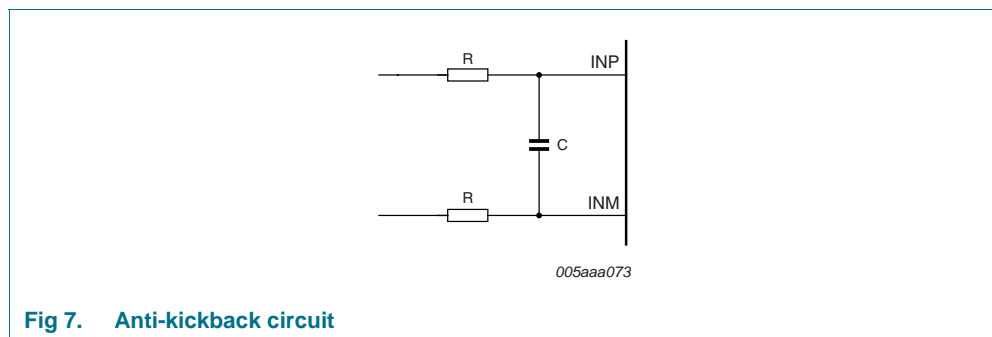 R
INP
C
R
INM
005aaa073
Fig 7. Anti-kickback circuit